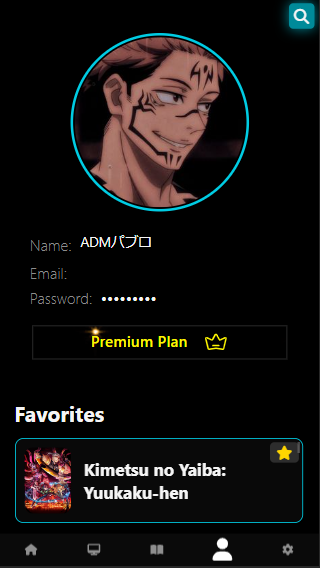 Name: ADMパブロ
Email:
Password: •••••••••
Premium Plan
Favorites
Kimetsu no Yaiba:
Yuukaku-hen